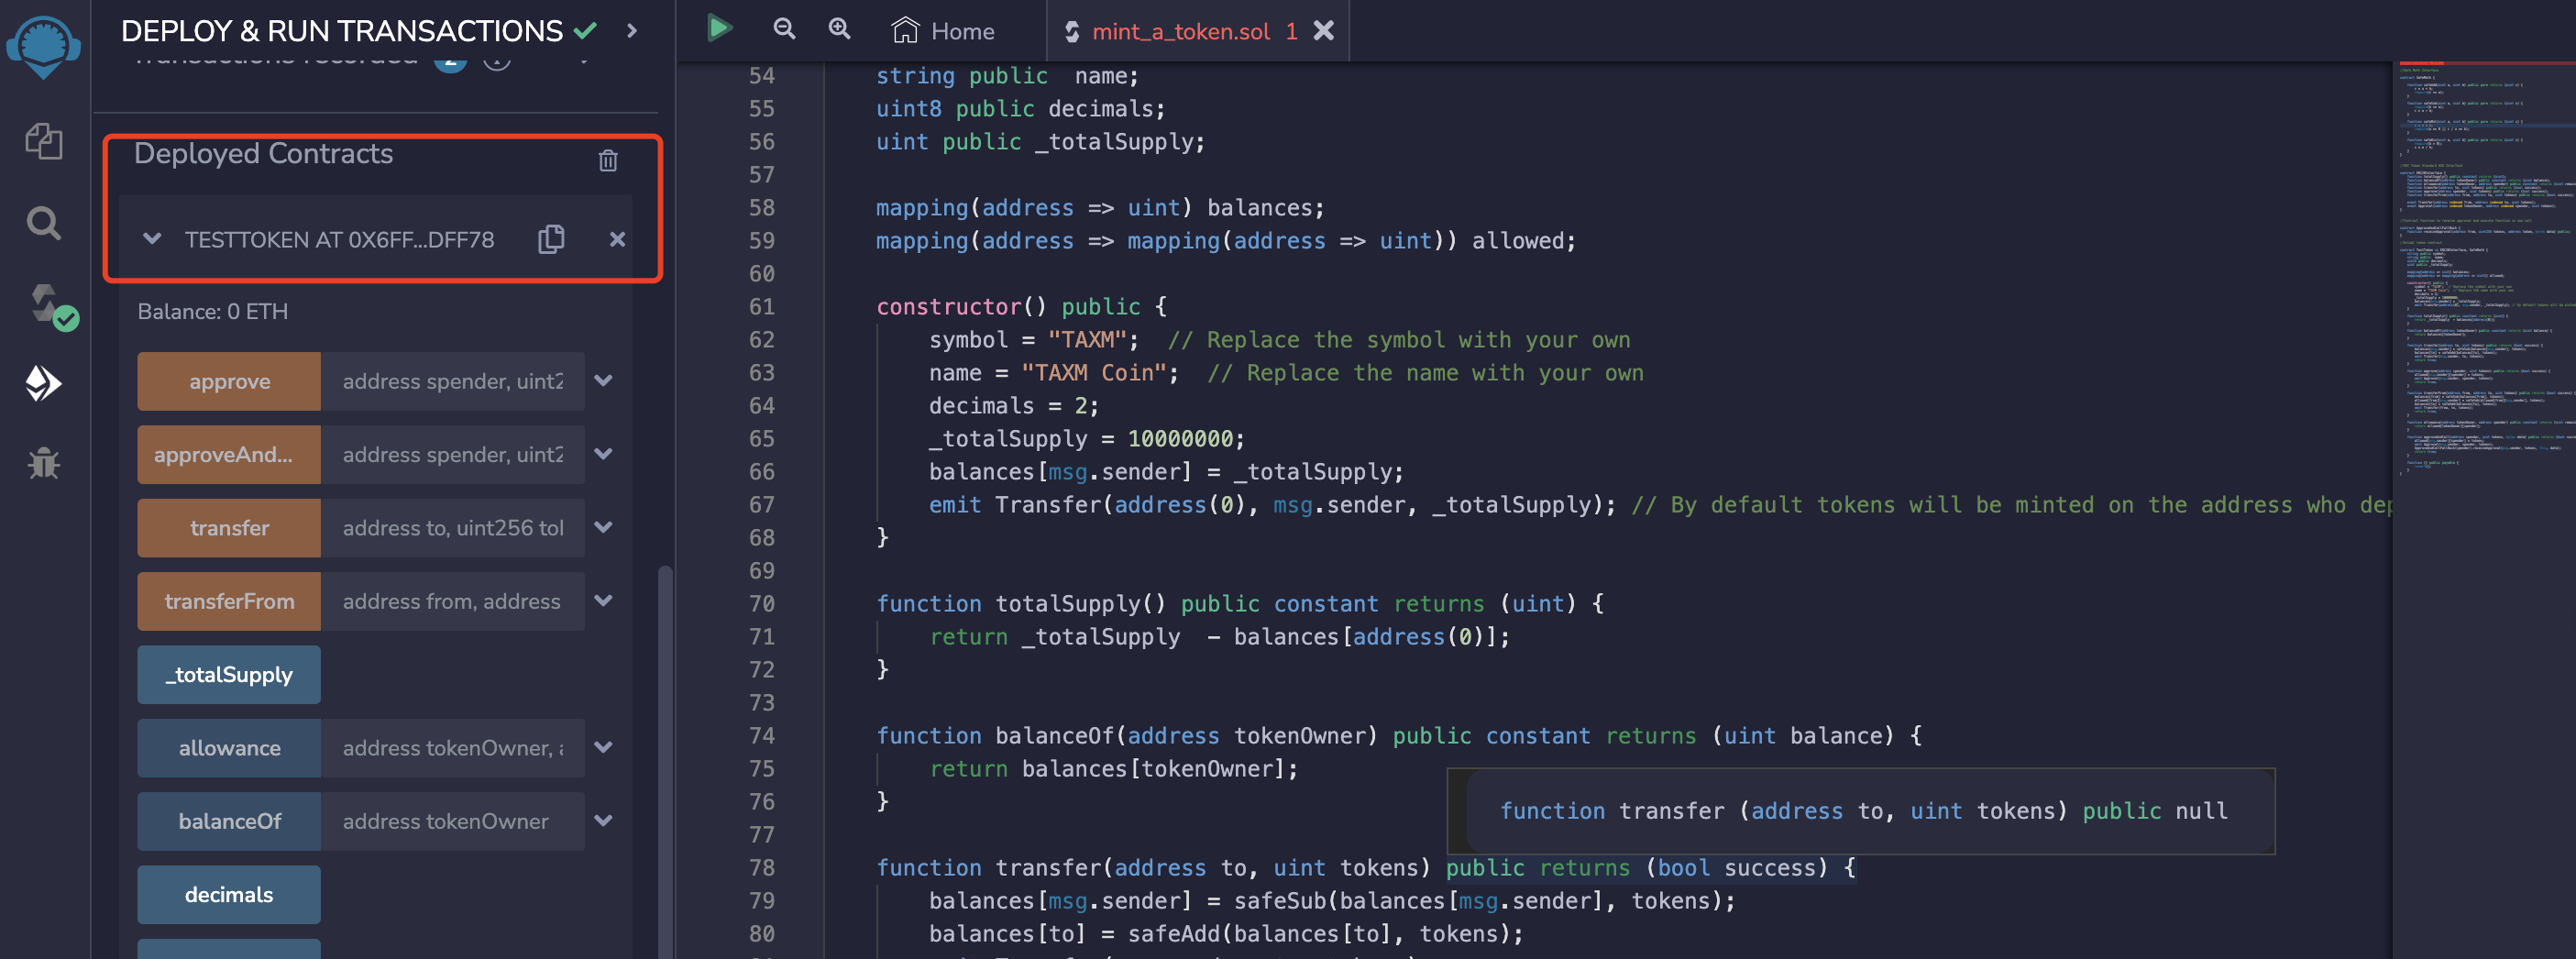 DEPLOY & RUN TRANSACTIONS
Transactions recorded 2 i
Deployed Contracts
TESTTOKEN AT 0X6FF...DFF78
Balance: 0 ETH
approve address spender, uint2
approveAnd... address spender, uint2
transfer address to, uint256 tol
transferFrom address from, address
_totalSupply
allowance address tokenOwner, a
balanceOf address tokenOwner
decimals
Home
mint_a_token.sol 1
54 string public  name;
55 uint8 public decimals;
56 uint public _totalSupply;
57
58 mapping(address => uint) balances;
59 mapping(address => mapping(address => uint)) allowed;
60
61 constructor() public {
62 symbol = "TAXM";  // Replace the symbol with your own
63 name = "TAXM Coin";  // Replace the name with your own
64 decimals = 2;
65 _totalSupply = 10000000;
66 balances[msg.sender] = _totalSupply;
67 emit Transfer(address(0), msg.sender, _totalSupply); // By default tokens will be minted on the address who dep
68 }
69
70 function totalSupply() public constant returns (uint) {
71 return _totalSupply  - balances[address(0)];
72 }
73
74 function balanceOf(address tokenOwner) public constant returns (uint balance) {
75 return balances[tokenOwner];
76 }
77
function transfer (address to, uint tokens) public null
78 function transfer(address to, uint tokens) public returns (bool success) {
79 balances[msg.sender] = safeSub(balances[msg.sender], tokens);
80 balances[to] = safeAdd(balances[to], tokens);